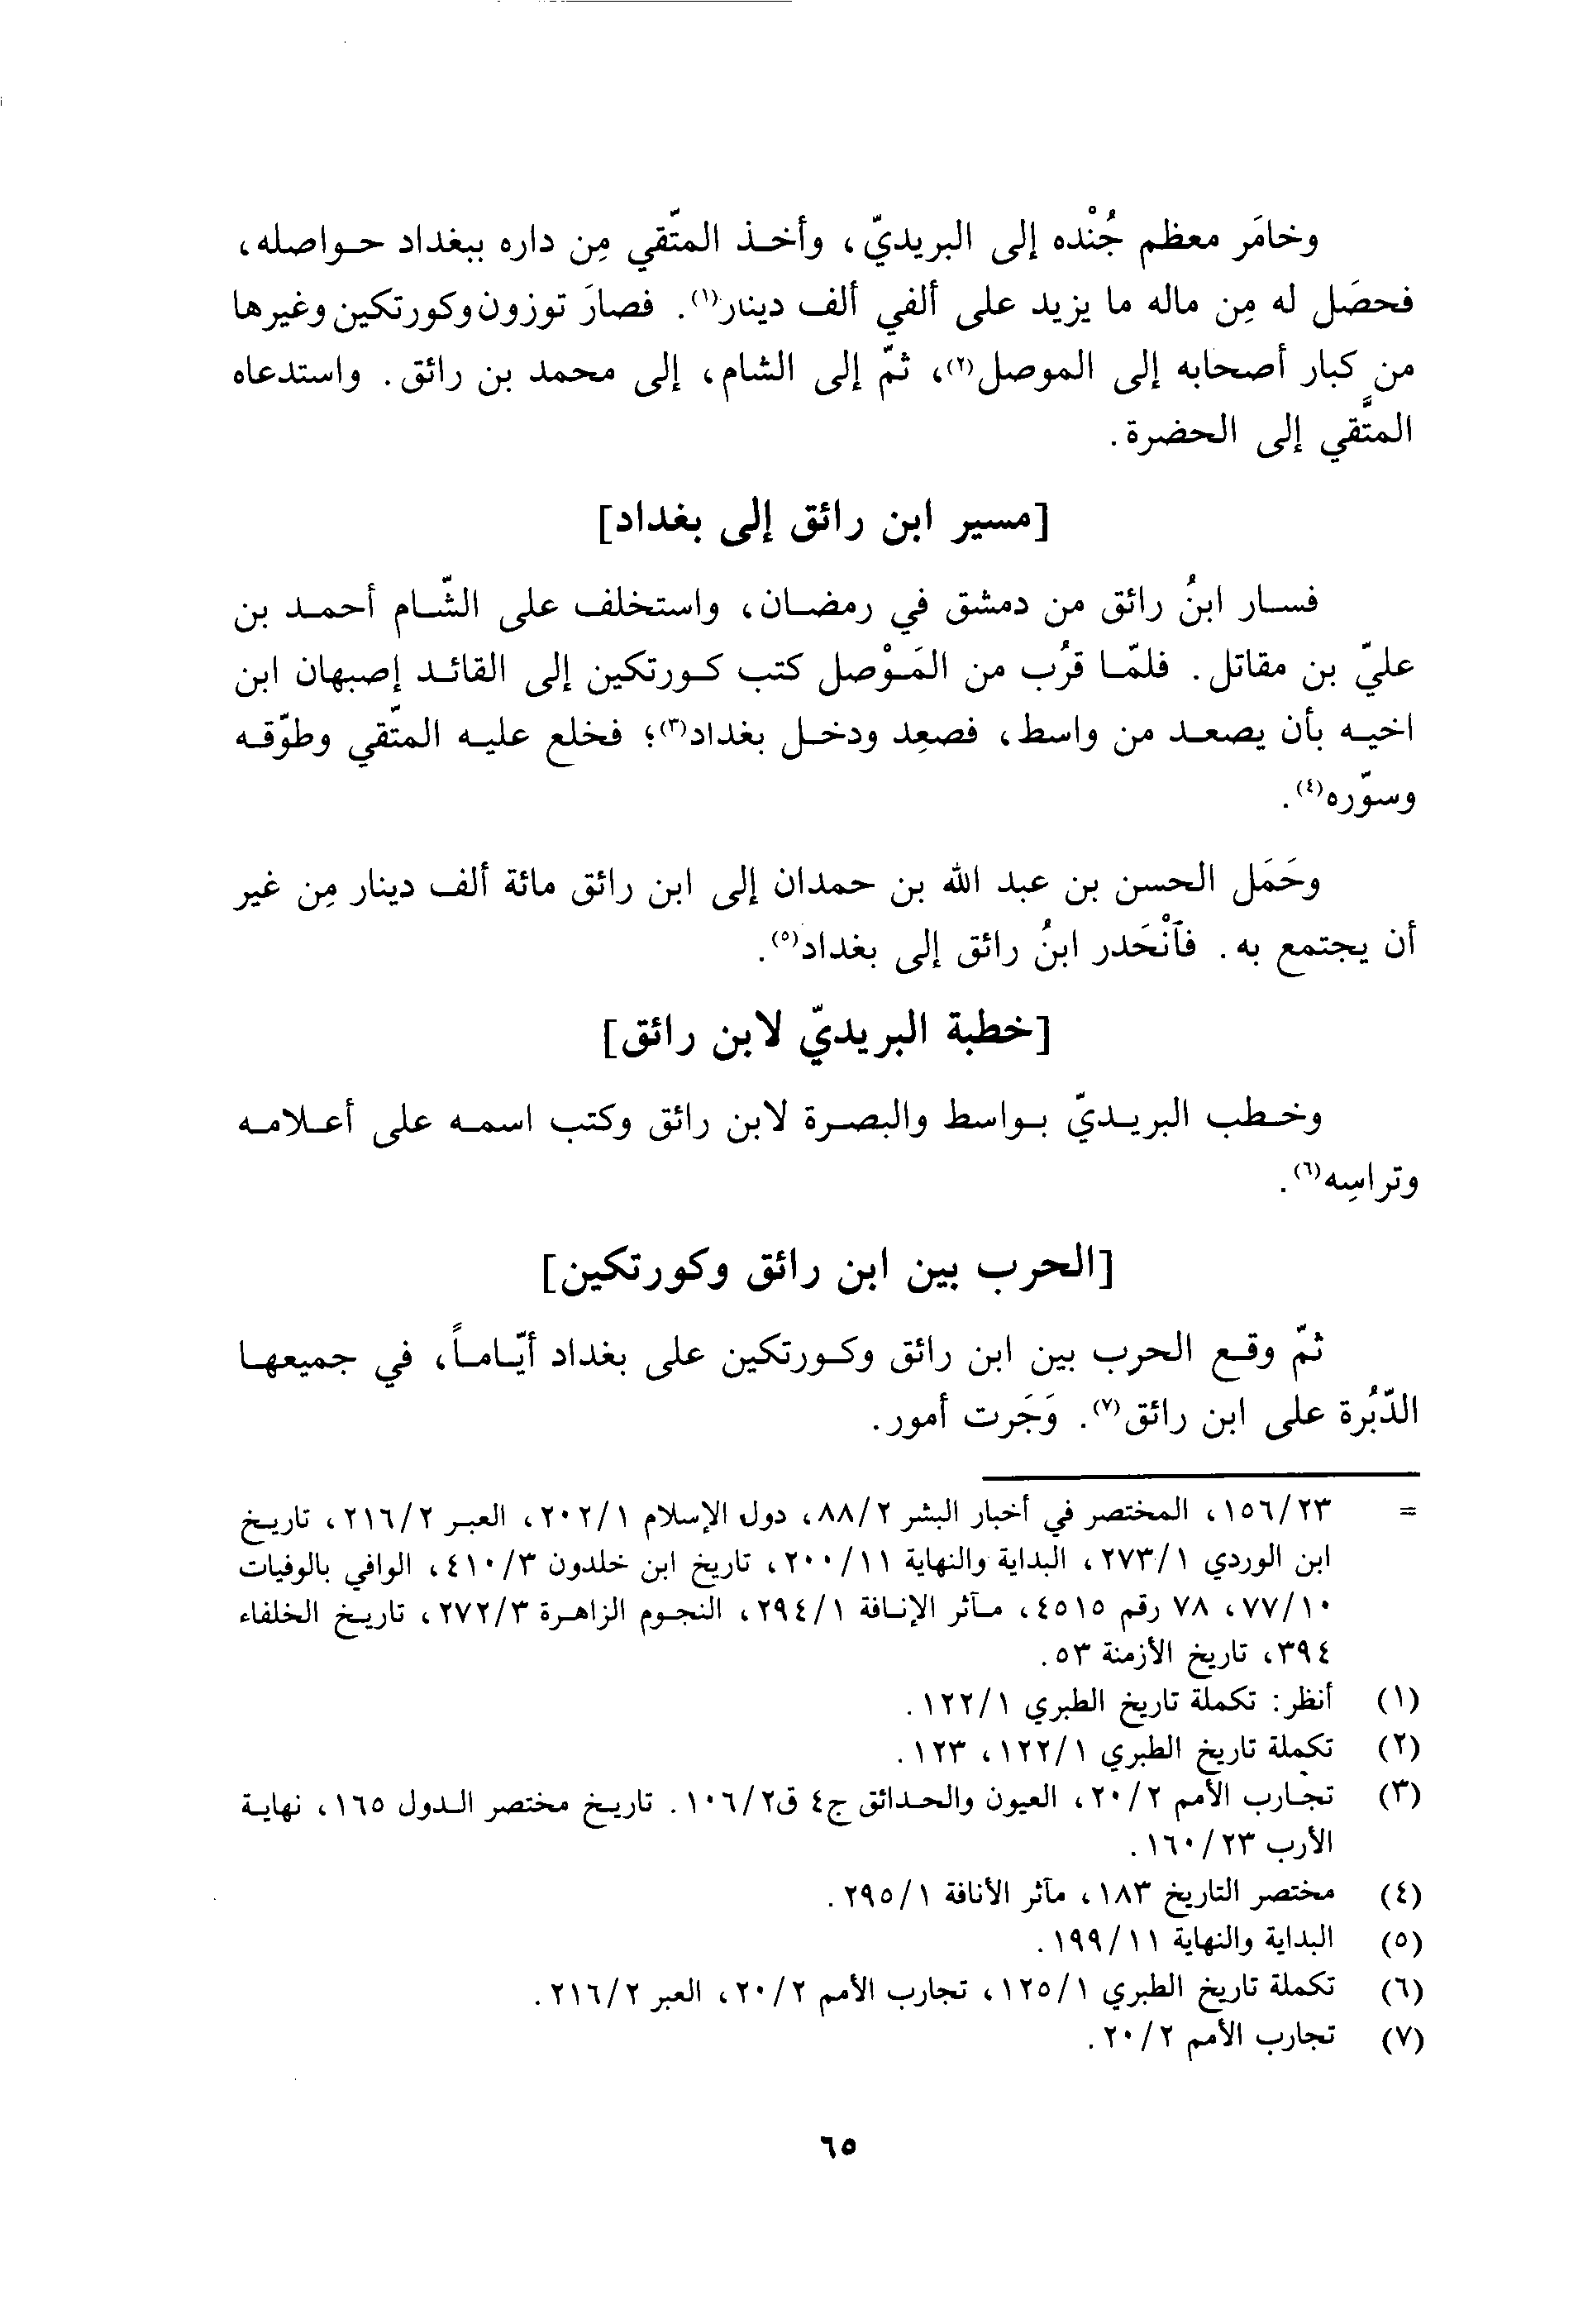 وخامَر معظم جُنْده إلى البريديّ، وأخذ المتّقي مِن داره ببغداد حواصله،
فحصَل له مِن ماله ما يزيد على ألفي ألف دينار(١). فصارَ توزون وكورتكين وغيرها
من كبار أصحابه إلى الموصل(٢)، ثمّ إلى الشام، إلى محمد بن رائق. واستدعاه
المتَّقي إلى الحضرة.
[مسير ابن رائق إلى بغداد]
فسار ابنُ رائق من دمشق في رمضان، واستخلف على الشّام أحمد بن
عليّ بن مقاتل. فلمّا قرُب من المَوْصل كتب كورتكين إلى القائد إصبهان ابن
اخيه بأن يصعد من واسط، فصعِد ودخل بغداد(٣)؛ فخلع عليه المتّقي وطوّقه
وسوّره(٤).
وحَمَل الحسن بن عبد الله بن حمدان إلى ابن رائق مائة ألف دينار مِن غير
أن يجتمع به. فآنْحَدر ابنُ رائق إلى بغداد(٥).
[خطبة البريديّ لابن رائق]
وخطب البريديّ بواسط والبصرة لابن رائق وكتب اسمه على أعلامه
وتراسِه(٦).
[الحرب بين ابن رائق وكورتكين]
ثمّ وقع الحرب بين ابن رائق وكورتكين على بغداد أيّاماً، في جميعها
الدّبُرة على ابن رائق(٧). وَجَرت أمور.
= ١٥٦/٢٣، المختصر في أخبار البشر ٨٨/٢، دول الإسلام ٢٠٢/١، العبر ٢١٦/٢، تاريخ
ابن الوردي ٢٧٣/١، البداية والنهاية ٢٠٠/١١، تاريخ ابن خلدون ٤١٠/٣، الوافي بالوفيات
٧٧/١٠، ٧٨ رقم ٤٥١٥، مآثر الإنافة ٢٩٤/١، النجوم الزاهرة ٢٧٢/٣، تاريخ الخلفاء
٣٩٤، تاريخ الأزمنة ٥٣.
(١) أنظر: تكملة تاريخ الطبري ١٢٢/١.
(٢) تكملة تاريخ الطبري ١٢٢/١، ١٢٣.
(٣) تجارب الأمم ٢٠/٢، العيون والحدائق ج٤ ق١٠٦/٢. تاريخ مختصر الدول ١٦٥، نهاية
الأرب ١٦٠/٢٣.
(٤) مختصر التاريخ ١٨٣، مآثر الأنافة ٢٩٥/١.
(٥) البداية والنهاية ١٩٩/١١.
(٦) تكملة تاريخ الطبري ١٢٥/١، تجارب الأمم ٢٠/٢، العبر ٢١٦/٢.
(٧) تجارب الأمم ٢٠/٢.
٦٥